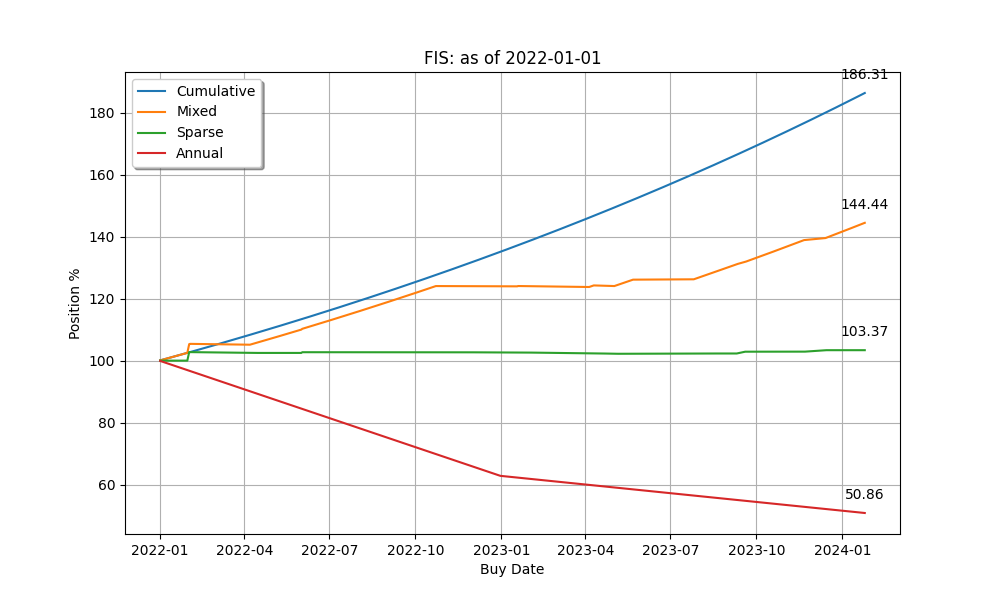 FIS: as of 2022-01-01
Cumulative
Mixed
Sparse
Annual
186.31
144.44
103.37
50.86
180
160
140
120
100
80
60
Position %
2022-01 2022-04 2022-07 2022-10 2023-01 2023-04 2023-07 2023-10 2024-01
Buy Date